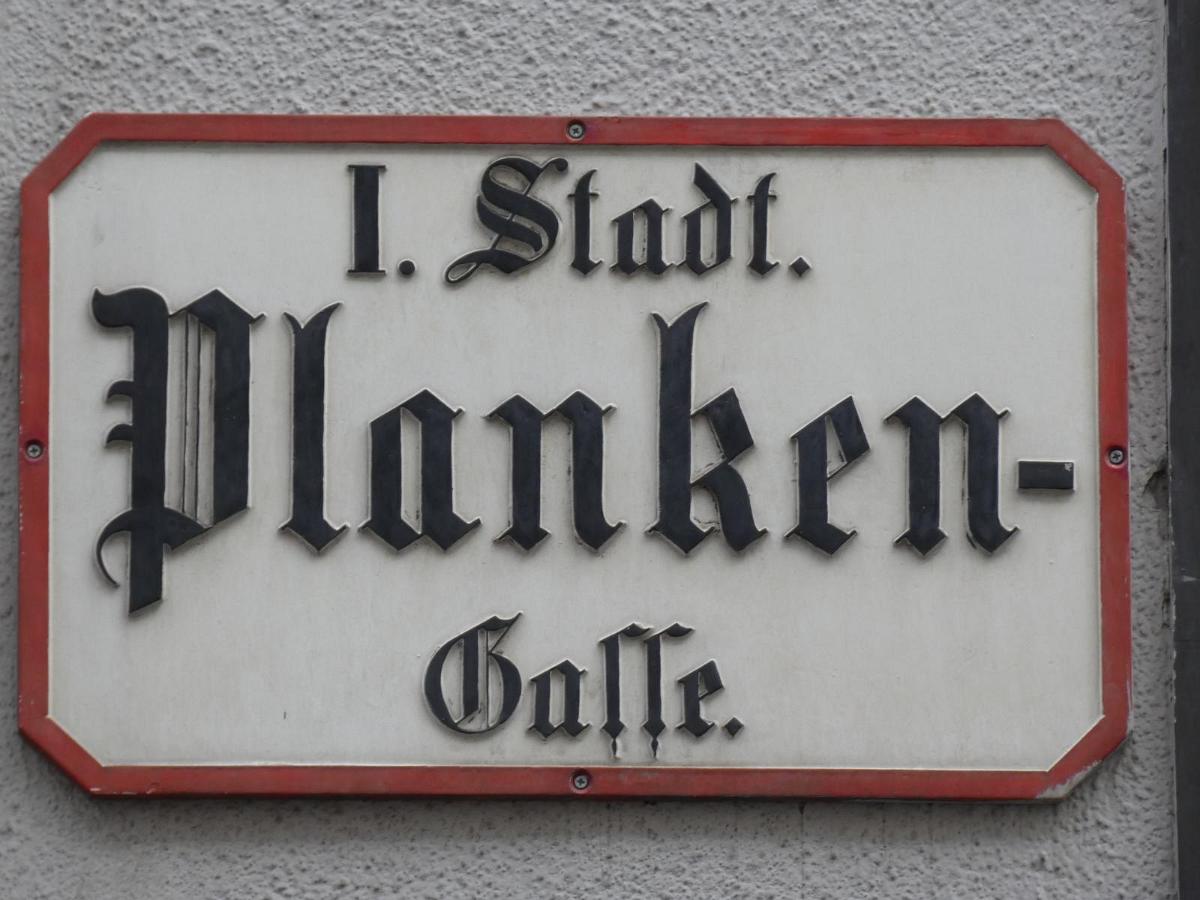 I. Stadt.
Planken-
Gaſſe.